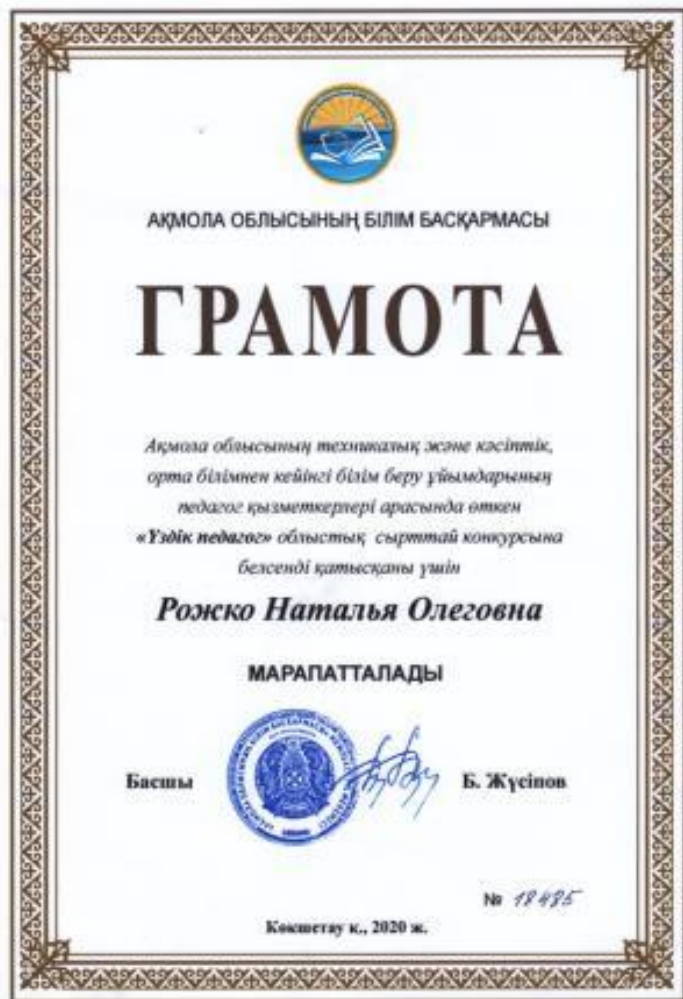 АҚМОЛА ОБЛЫСЫНЫҢ БІЛІМ БАСҚАРМАСЫ
ГРАМОТА
Ақмола облысының техникалық және кәсіптік,
орта білімнен кейінгі білім беру ұйымдарының
педагог қызметкерлері арасында өткен
«Үздік педагог» облыстық сырттай конкурсына
белсенді қатысқаны үшін
Рожко Наталья Олеговна
МАРАПАТТАЛАДЫ
Басшы Б. Жүсіпов
№ 18485
Көкшетау қ., 2020 ж.